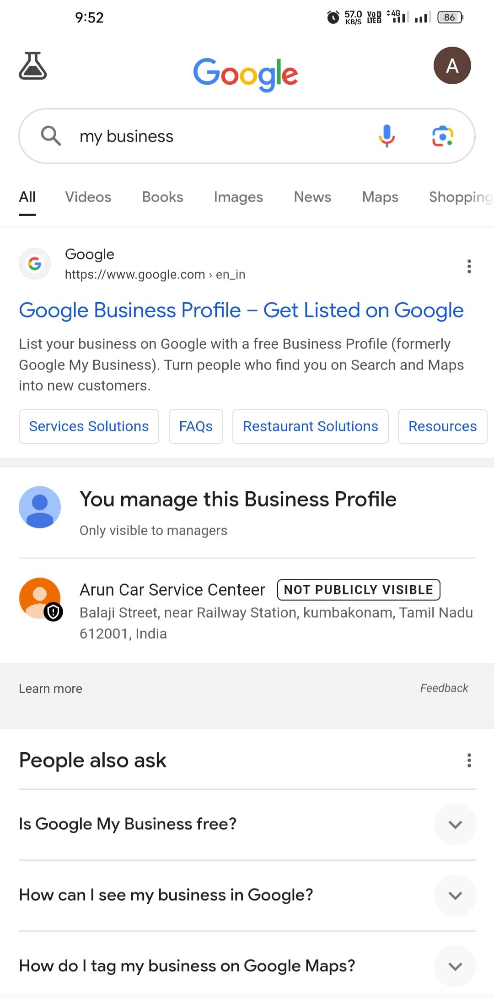 9:52
57.0
KB/S
VoD
LTE2
4G
86
Google
A
my business
All
Videos
Books
Images
News
Maps
Shopping
Google
https://www.google.com › en_in
Google Business Profile – Get Listed on Google
List your business on Google with a free Business Profile (formerly
Google My Business). Turn people who find you on Search and Maps
into new customers.
Services Solutions
FAQs
Restaurant Solutions
Resources
You manage this Business Profile
Only visible to managers
Arun Car Service Centeer NOT PUBLICLY VISIBLE
Balaji Street, near Railway Station, kumbakonam, Tamil Nadu
612001, India
Learn more
Feedback
People also ask
Is Google My Business free?
How can I see my business in Google?
How do I tag my business on Google Maps?